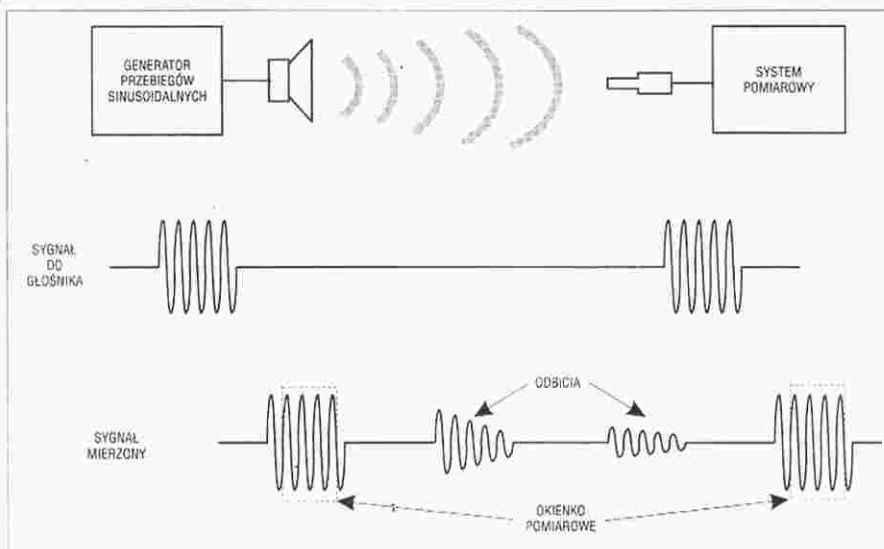 GENERATOR
PRZEBIEGÓW
SINUSOIDALNYCH
SYSTEM
POMIAROWY
SYGNAŁ
DO
GŁOŚNIKA
ODBICIA
SYGNAŁ
MIERZONY
OKIENKO
POMIAROWE